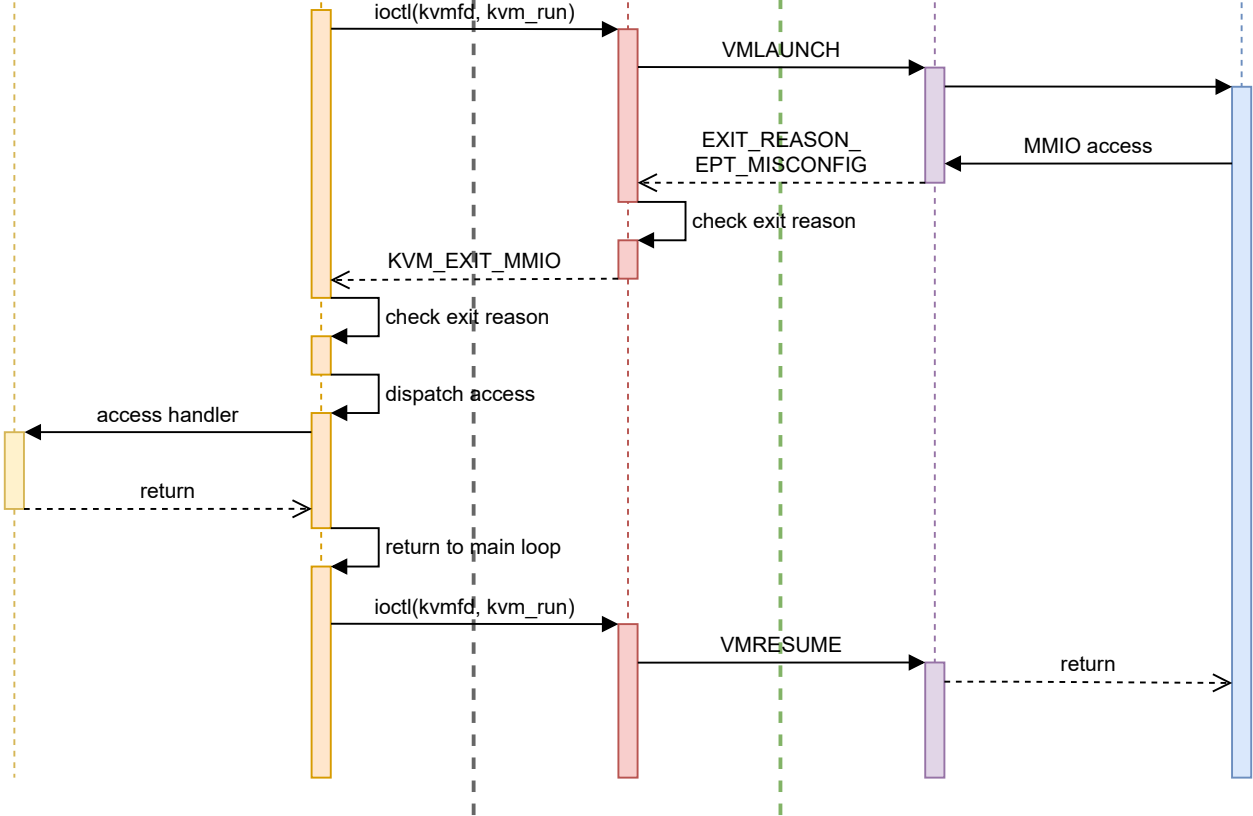 ioctl(kvmfd, kvm_run)
VMLAUNCH
EXIT_REASON_
EPT_MISCONFIG
MMIO access
check exit reason
KVM_EXIT_MMIO
check exit reason
dispatch access
access handler
return
return to main loop
ioctl(kvmfd, kvm_run)
VMRESUME
return